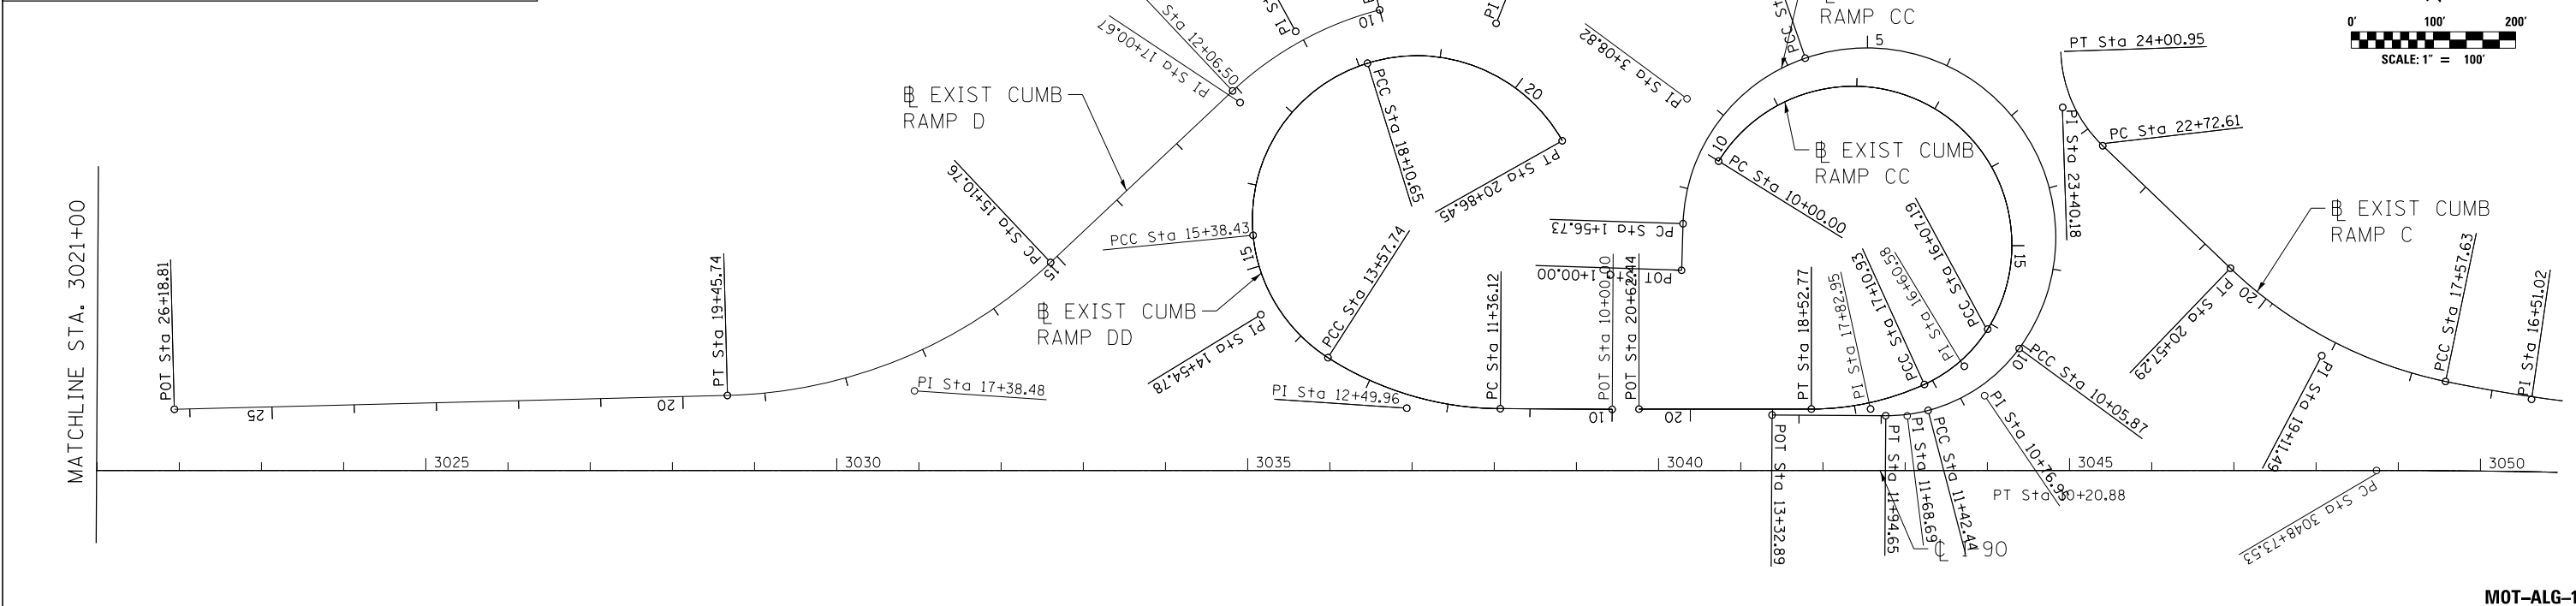 MATCHLINE STA. 3021+00
POT Sta 26+18.81
25
20
PT Sta 19+45.74
PI Sta 17+38.48
15
PC Sta 15+10.76
℄ EXIST CUMB
RAMP D
PI Sta 17+00.67
Sta 12+06.50
PI S
10
PI
PCC Sta 18+10.65
20
PT Sta 20+86.45
PCC Sta 15+38.43
15
℄ EXIST CUMB
RAMP DD
PI Sta 14+54.78
PCC Sta 13+57.74
PI Sta 12+49.96
PC Sta 11+36.12
POT Sta 10+00.00
10
POT Sta 20+62.44
20
PI Sta 3+08.82
PCC St
RAMP CC
5
10
PC Sta 10+00.00
℄ EXIST CUMB
RAMP CC
PC Sta 1+56.73
POT Sta 1+00.00
15
PCC Sta 16+07.19
PI Sta 16+60.58
PCC Sta 17+10.93
PI Sta 17+82.95
PT Sta 18+52.77
10
PCC Sta 10+05.87
PI Sta 10+76.95
PCC Sta 11+42.44
PI Sta 11+68.69
PT Sta 11+94.65
POT Sta 13+32.89
℄ I-90
PT Sta 24+00.95
PC Sta 22+72.61
PI Sta 23+40.18
℄ EXIST CUMB
RAMP C
20
PT Sta 20+57.29
PI Sta 19+11.49
PCC Sta 17+57.63
PI Sta 16+51.02
3025
3030
3035
3040
3045
3050
PC Sta 3048+73.53
0' 100' 200'
SCALE: 1" = 100'
MOT-ALG-1